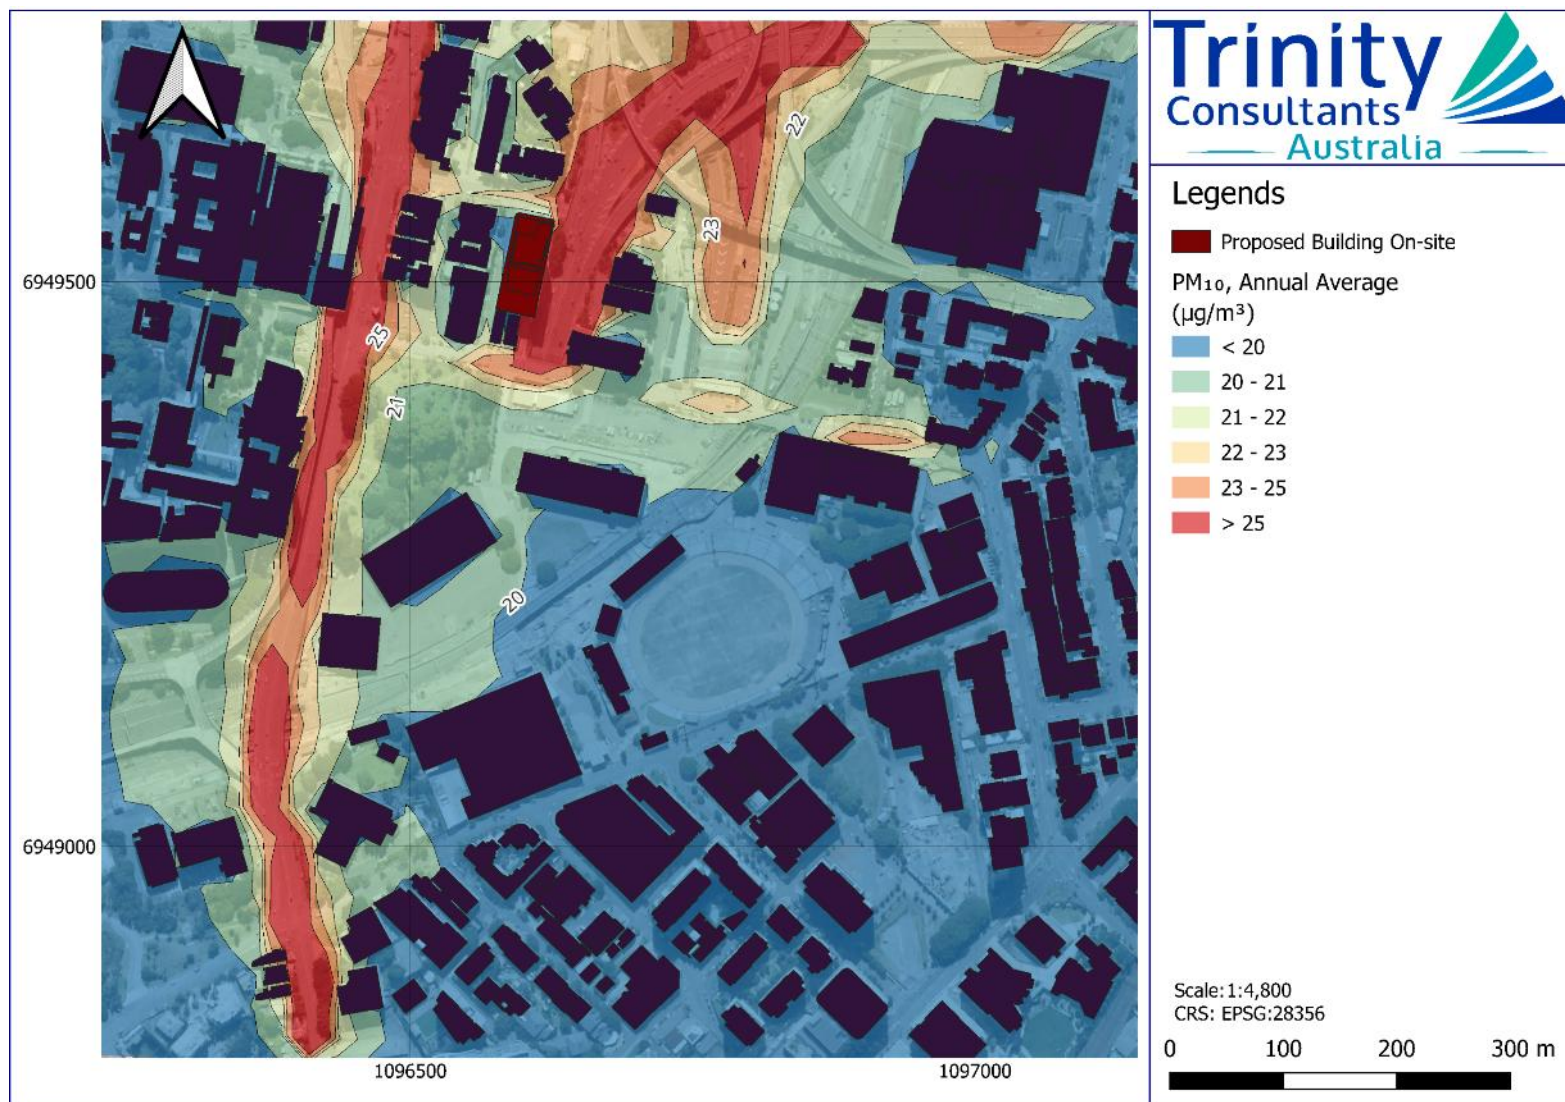 Trinity
Consultants
Australia
Legends
Proposed Building On-site
PM₁₀, Annual Average
(µg/m³)
< 20
20 - 21
21 - 22
22 - 23
23 - 25
> 25
22
23
6949500
25
21
20
6949000
1096500
1097000
Scale:1:4,800
CRS: EPSG:28356
0 100 200 300 m